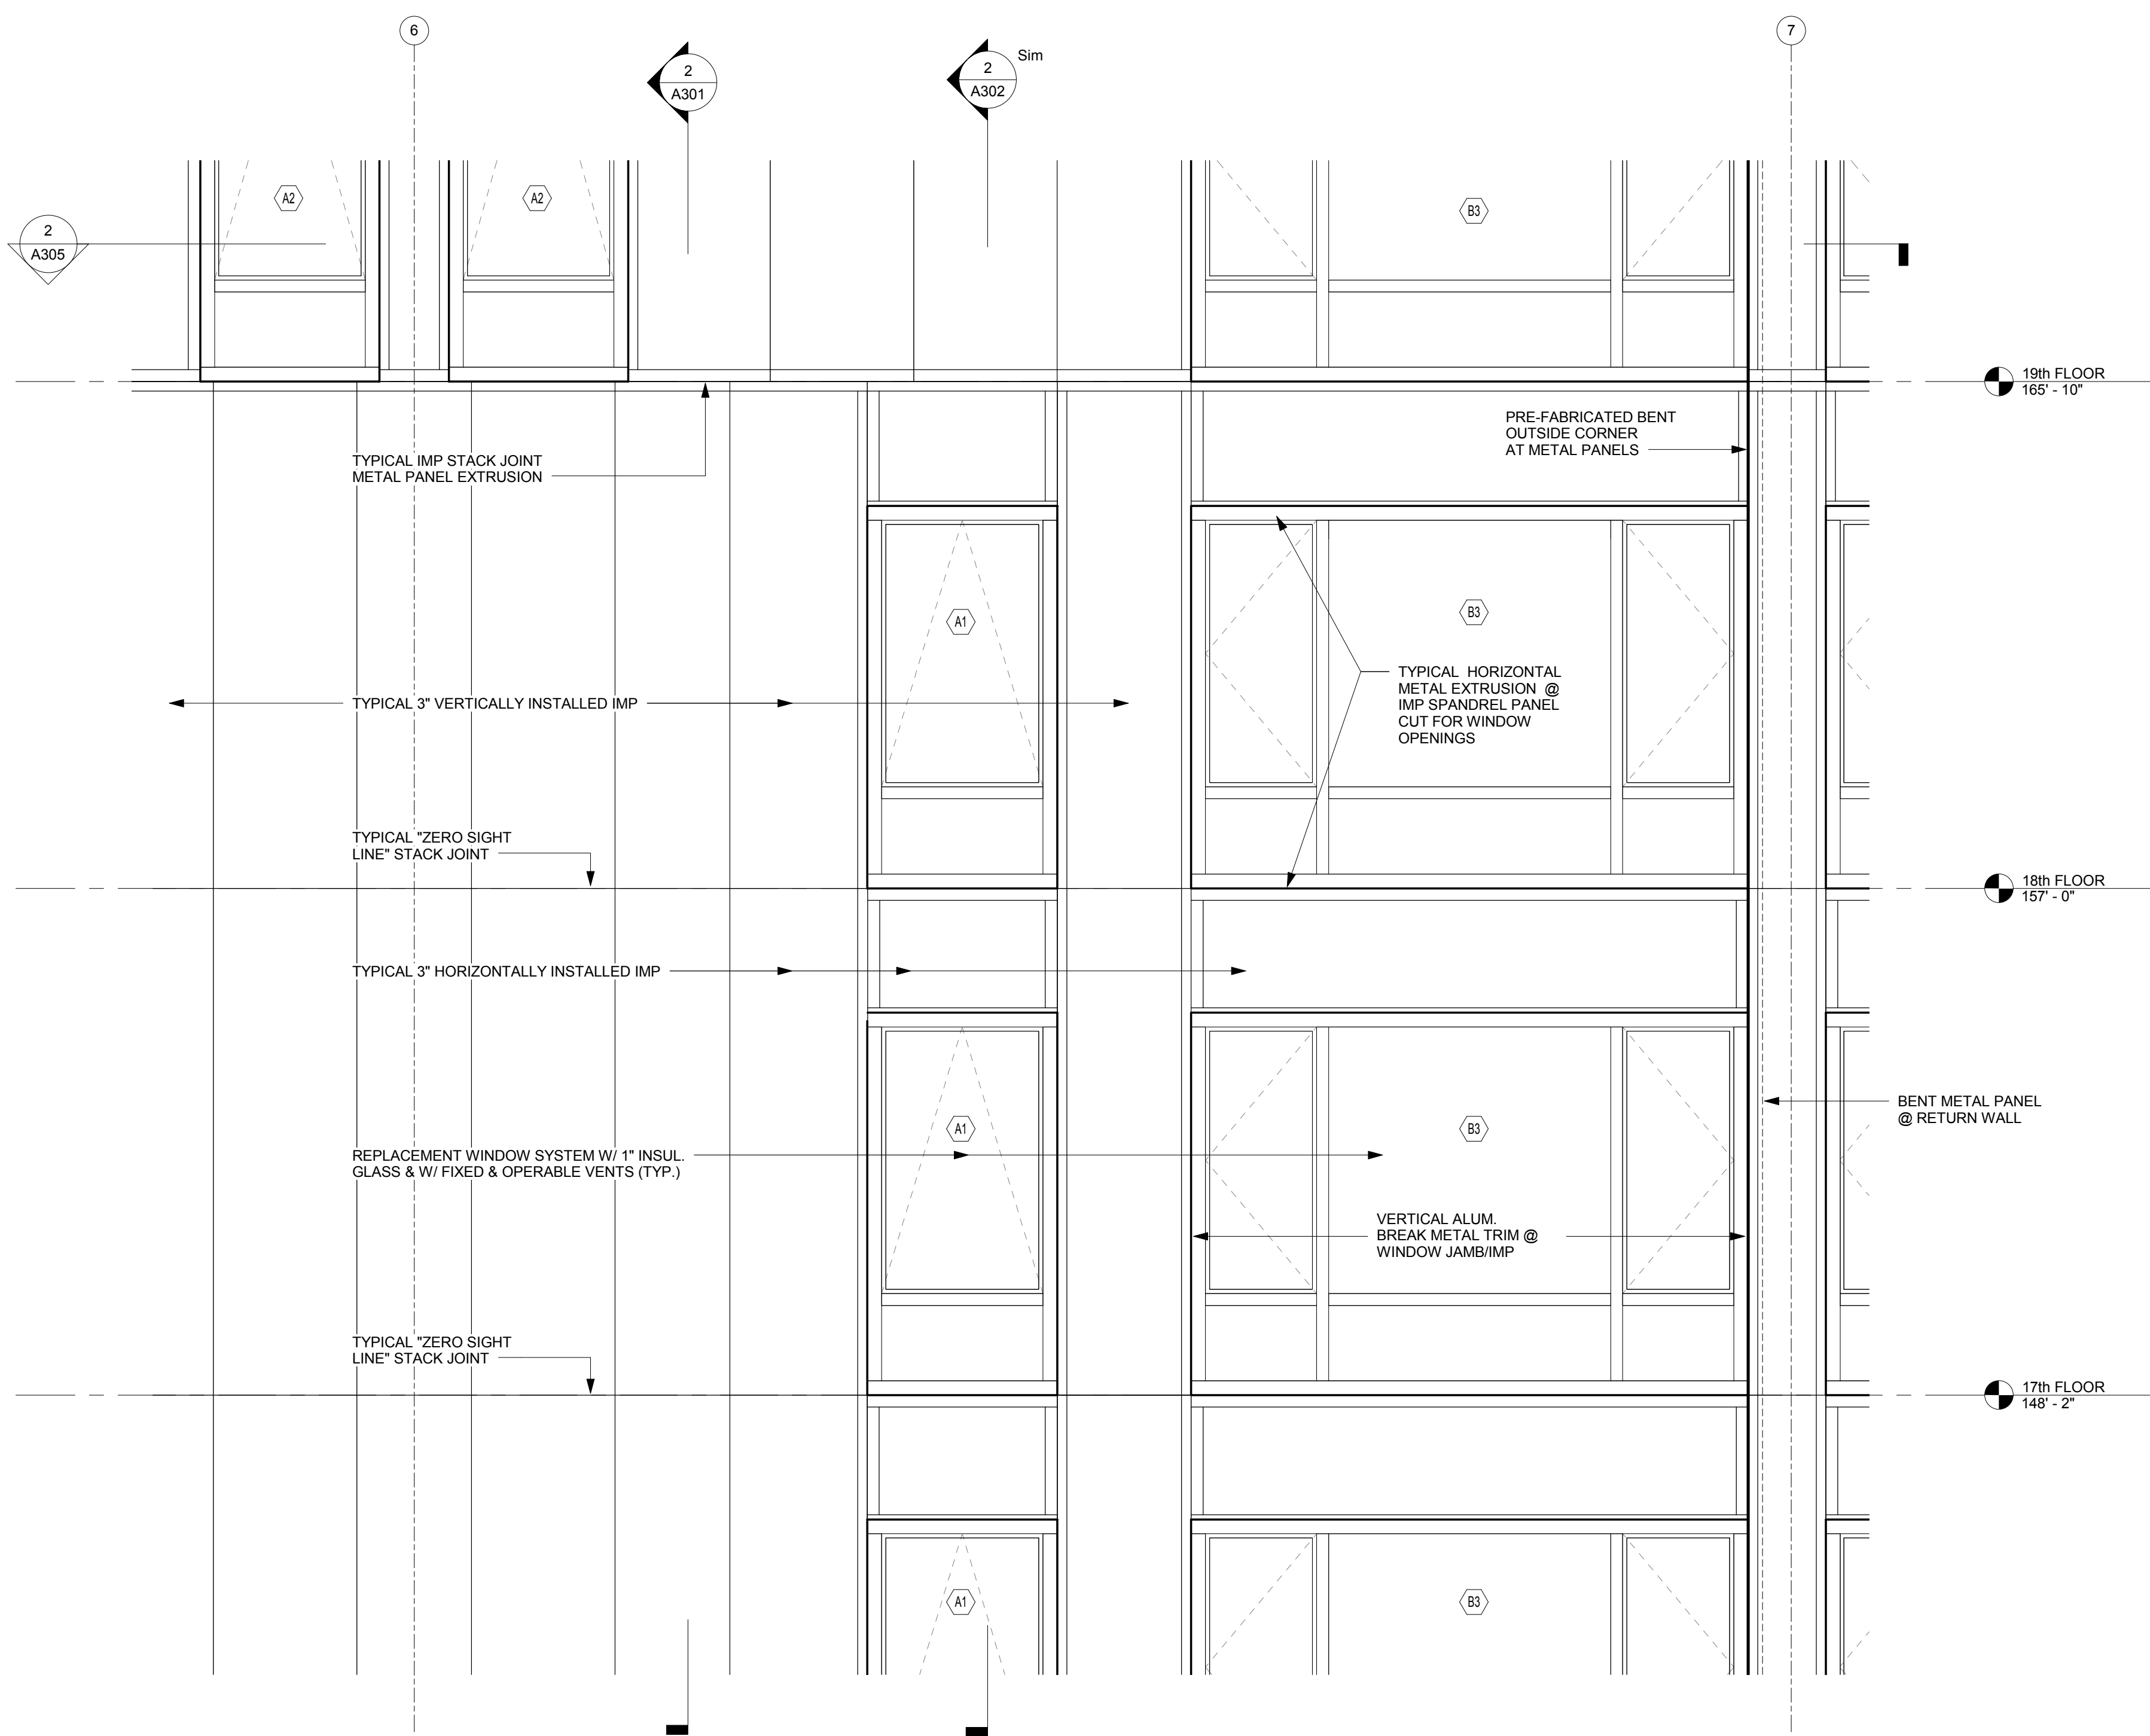 6
7
2
A301
2
A302
Sim
A2
A2
B3
2
A305
19th FLOOR
165' - 10"
PRE-FABRICATED BENT
OUTSIDE CORNER
AT METAL PANELS
TYPICAL IMP STACK JOINT
METAL PANEL EXTRUSION
A1
B3
TYPICAL HORIZONTAL
METAL EXTRUSION @
IMP SPANDREL PANEL
CUT FOR WINDOW
OPENINGS
TYPICAL 3" VERTICALLY INSTALLED IMP
TYPICAL "ZERO SIGHT
LINE" STACK JOINT
18th FLOOR
157' - 0"
TYPICAL 3" HORIZONTALLY INSTALLED IMP
BENT METAL PANEL
@ RETURN WALL
A1
B3
REPLACEMENT WINDOW SYSTEM W/ 1" INSUL.
GLASS & W/ FIXED & OPERABLE VENTS (TYP.)
VERTICAL ALUM.
BREAK METAL TRIM @
WINDOW JAMB/IMP
TYPICAL "ZERO SIGHT
LINE" STACK JOINT
17th FLOOR
148' - 2"
A1
B3